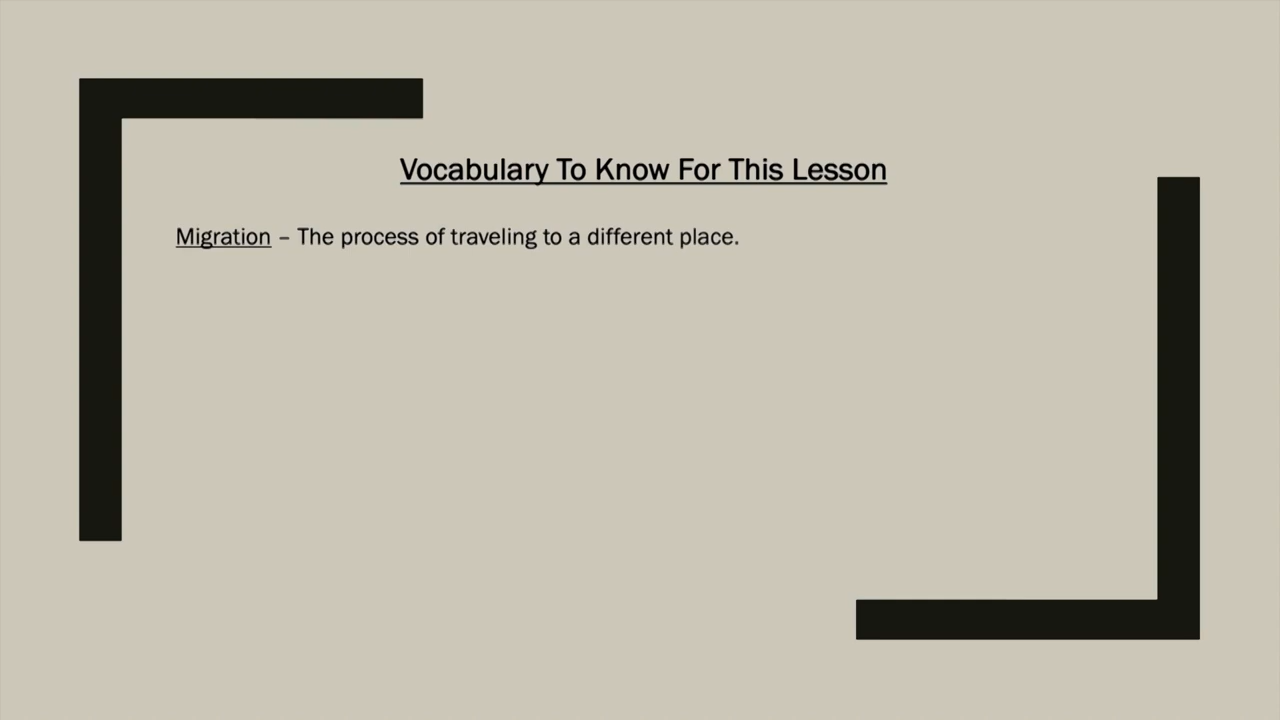 Vocabulary To Know For This Lesson
Migration – The process of traveling to a different place.